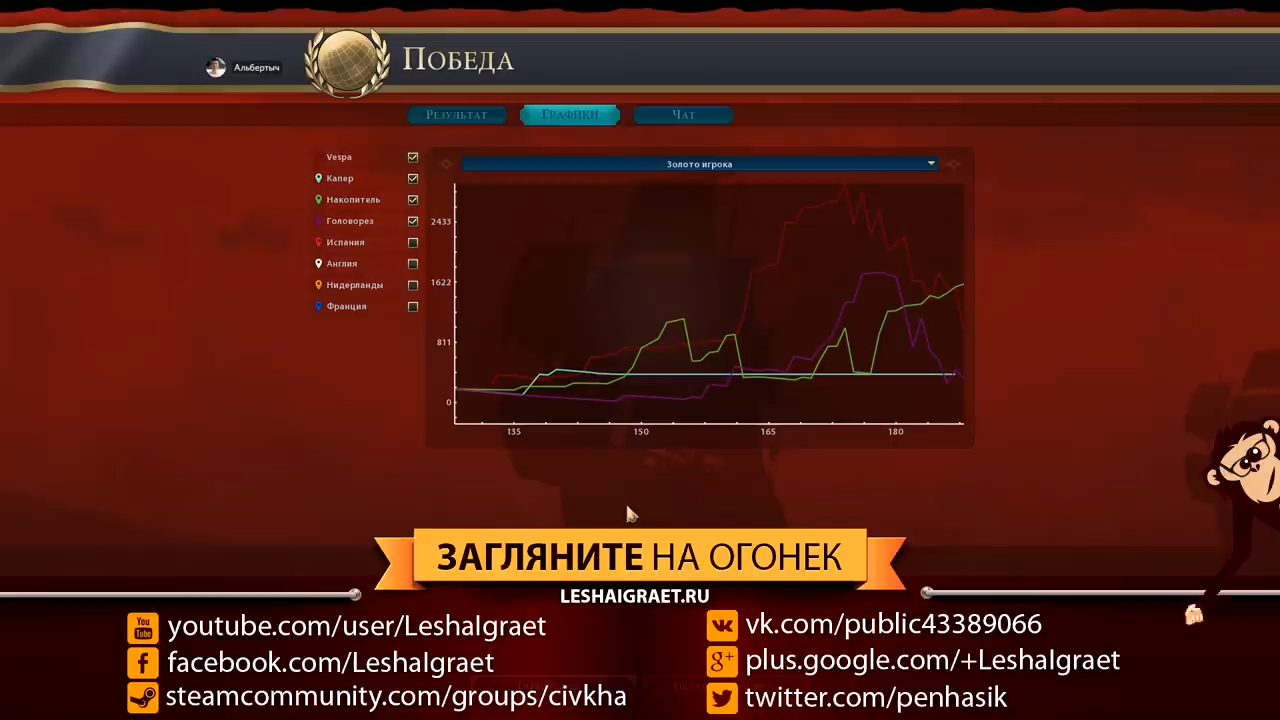 Альбертыч
Победа
Результат
Графики
Чат
Vespa
Капер
Накопитель
Головорез
Испания
Англия
Нидерланды
Франция
Золото игрока
2433
1622
811
0
135
150
165
180
ЗАГЛЯНИТЕ НА ОГОНЕК
LESHAIGRAET.RU
You
Tube
youtube.com/user/LeshaIgraet
facebook.com/LeshaIgraet
steamcommunity.com/groups/civkha
vk.com/public43389066
g+
plus.google.com/+LeshaIgraet
twitter.com/penhasik